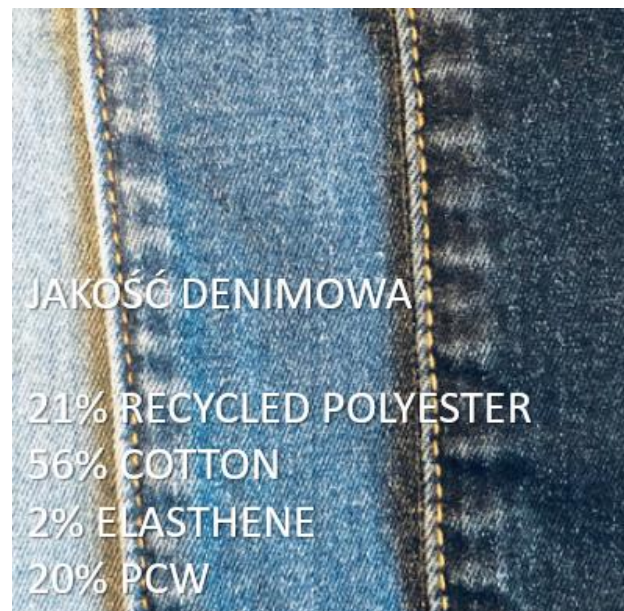 JAKOŚĆ DENIMOWA
21% RECYCLED POLYESTER
56% COTTON
2% ELASTHENE
20% PCW